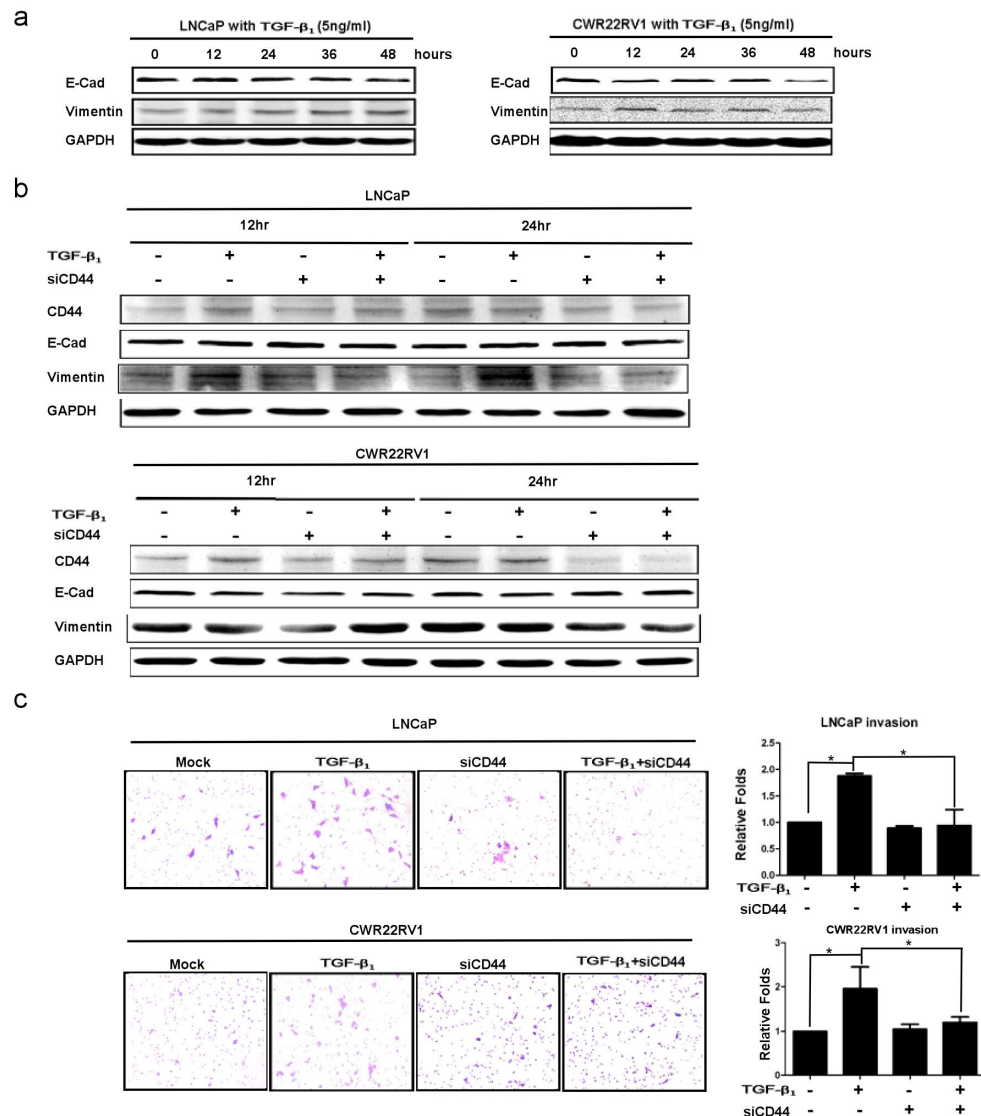 a
LNCaP with TGF-β₁ (5ng/ml)
0 12 24 36 48 hours
E-Cad
Vimentin
GAPDH
CWR22RV1 with TGF-β₁ (5ng/ml)
0 12 24 36 48 hours
E-Cad
Vimentin
GAPDH
b
LNCaP
12hr 24hr
TGF-β₁ - + - + - + - +
siCD44 - - + + - - + +
CD44
E-Cad
Vimentin
GAPDH
CWR22RV1
12hr 24hr
TGF-β₁ - + - + - + - +
siCD44 - - + + - - + +
CD44
E-Cad
Vimentin
GAPDH
c
LNCaP
Mock TGF-β₁ siCD44 TGF-β₁+siCD44
LNCaP invasion
Relative Folds
2.5
2.0
1.5
1.0
0.5
0.0
* *
TGF-β₁ - + - +
siCD44 - - + +
CWR22RV1
Mock TGF-β₁ siCD44 TGF-β₁+siCD44
CWR22RV1 invasion
Relative Folds
3
2
1
0
* *
TGF-β₁ - + - +
siCD44 - - + +